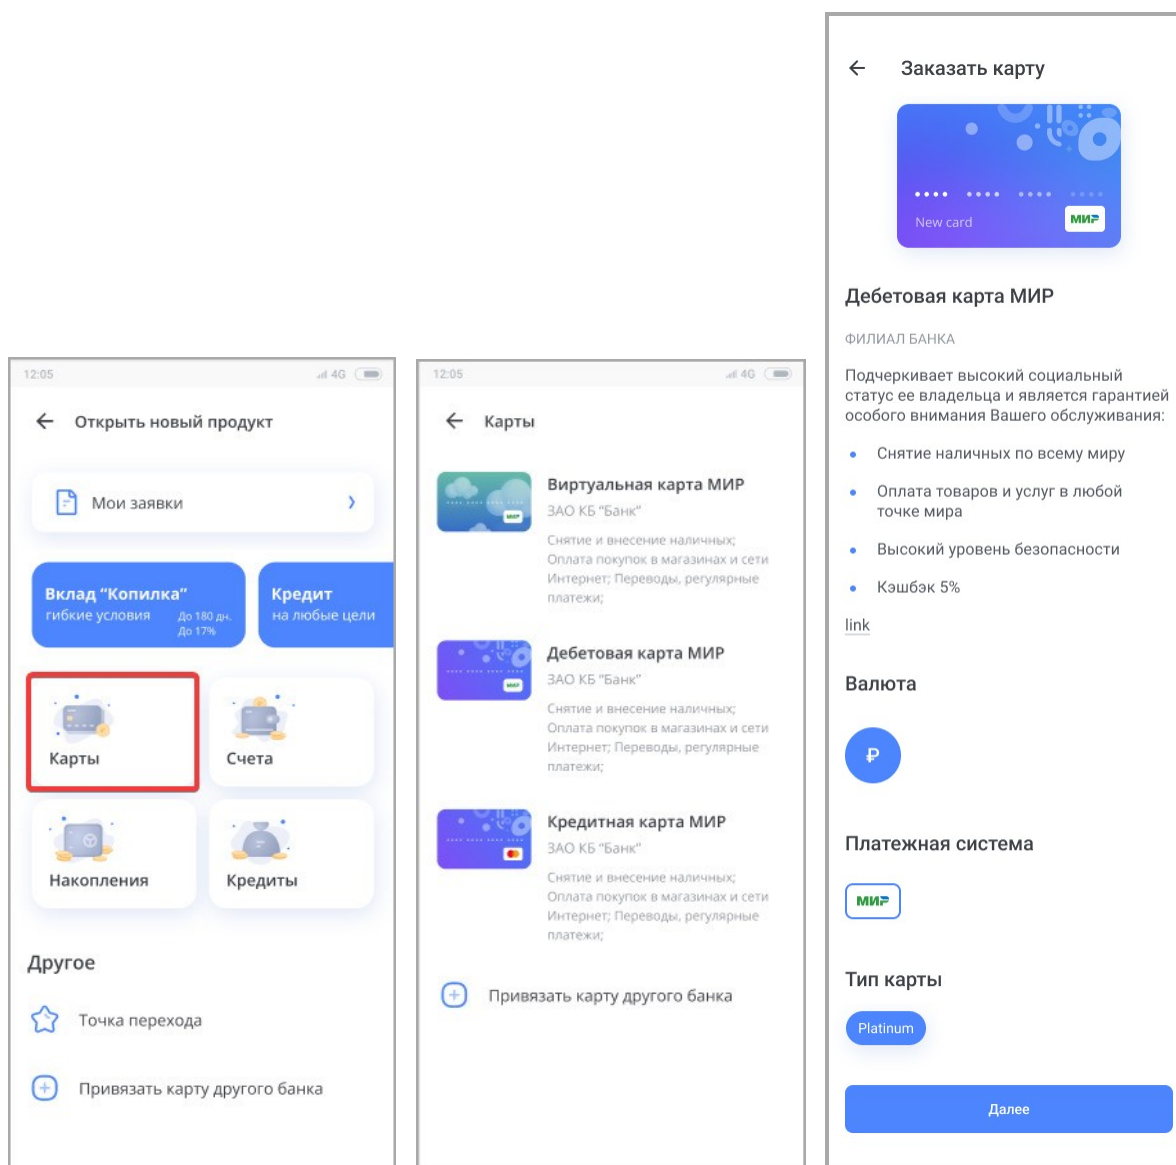 12:05
4G
Открыть новый продукт
Мои заявки
Вклад “Копилка”
гибкие условия
До 180 дн.
До 17%
Кредит
на любые цели
Карты
Счета
Накопления
Кредиты
Другое
Точка перехода
Привязать карту другого банка
12:05
4G
Карты
МИР
Виртуальная карта МИР
ЗАО КБ “Банк”
Снятие и внесение наличных;
Оплата покупок в магазинах и сети
Интернет; Переводы, регулярные
платежи;
МИР
Дебетовая карта МИР
ЗАО КБ “Банк”
Снятие и внесение наличных;
Оплата покупок в магазинах и сети
Интернет; Переводы, регулярные
платежи;
Кредитная карта МИР
ЗАО КБ “Банк”
Снятие и внесение наличных;
Оплата покупок в магазинах и сети
Интернет; Переводы, регулярные
платежи;
Привязать карту другого банка
Заказать карту
New card
МИР
Дебетовая карта МИР
ФИЛИАЛ БАНКА
Подчеркивает высокий социальный
статус ее владельца и является гарантией
особого внимания Вашего обслуживания:
• Снятие наличных по всему миру
• Оплата товаров и услуг в любой
точке мира
• Высокий уровень безопасности
• Кэшбэк 5%
link
Валюта
₽
Платежная система
МИР
Тип карты
Platinum
Далее